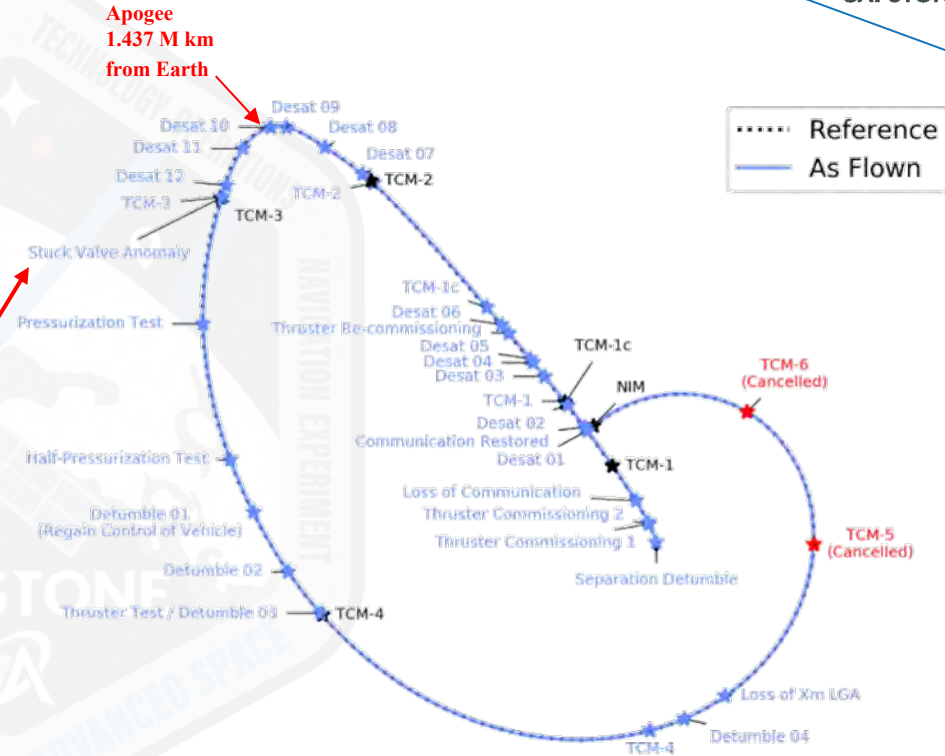 Apogee
1.437 M km
from Earth
Reference
As Flown
Desat 09
Desat 10
Desat 08
Desat 11
Desat 07
Desat 12
TCM-2
TCM-2
TCM-3
TCM-3
Stuck Valve Anomaly
TCM-1c
Desat 06
Pressurization Test
Thruster Re-commissioning
Desat 05
TCM-1c
Desat 04
Desat 03
TCM-6
(Cancelled)
NIM
TCM-1
Desat 02
Communication Restored
Desat 01
Half-Pressurization Test
TCM-1
Loss of Communication
Detumble 01
Thruster Commissioning 2
(Regain Control of Vehicle)
Thruster Commissioning 1
TCM-5
(Cancelled)
Detumble 02
Separation Detumble
Thruster Test / Detumble 03
TCM-4
Loss of Xm LGA
Detumble 04
TCM-4
NAVIGATION EXPERIMENT
STONE
ADVANCED SPACE